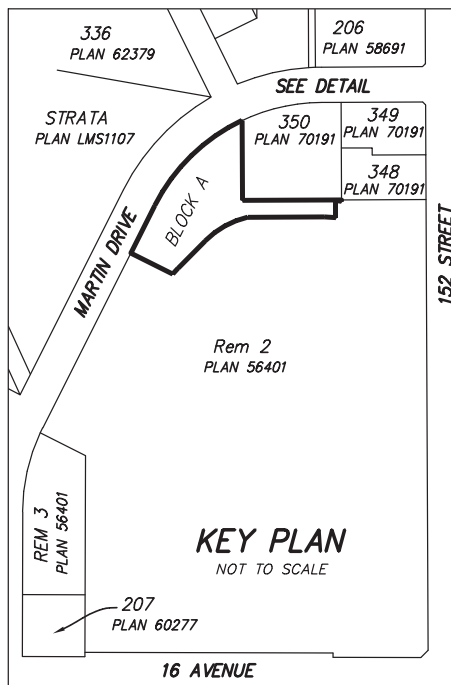 336
PLAN 62379
206
PLAN 58691
SEE DETAIL
STRATA
PLAN LMS1107
350
PLAN 70191
349
PLAN 70191
348
PLAN 70191
BLOCK A
MARTIN DRIVE
152 STREET
Rem 2
PLAN 56401
REM 3
PLAN 56401
KEY PLAN
NOT TO SCALE
207
PLAN 60277
16 AVENUE